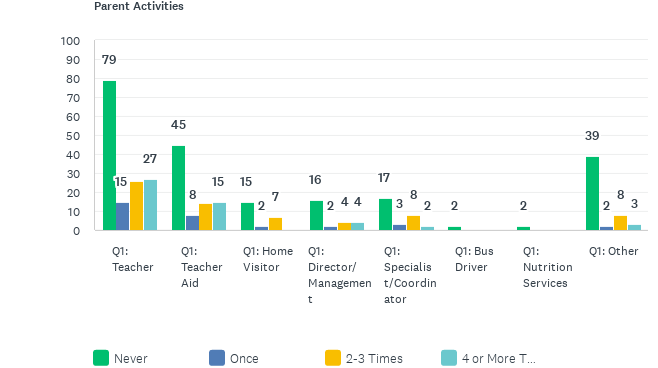 Parent Activities
100
90
80
70
60
50
40
30
20
10
0
79
15
27
45
8
15
15
2
7
16
2
4
4
17
3
8
2
2
2
39
2
8
3
Q1:
Teacher
Q1:
Teacher
Aid
Q1: Home
Visitor
Q1:
Director/
Managemen
t
Q1:
Specialis
t/Coordin
ator
Q1: Bus
Driver
Q1:
Nutrition
Services
Q1: Other
Never
Once
2-3 Times
4 or More T...